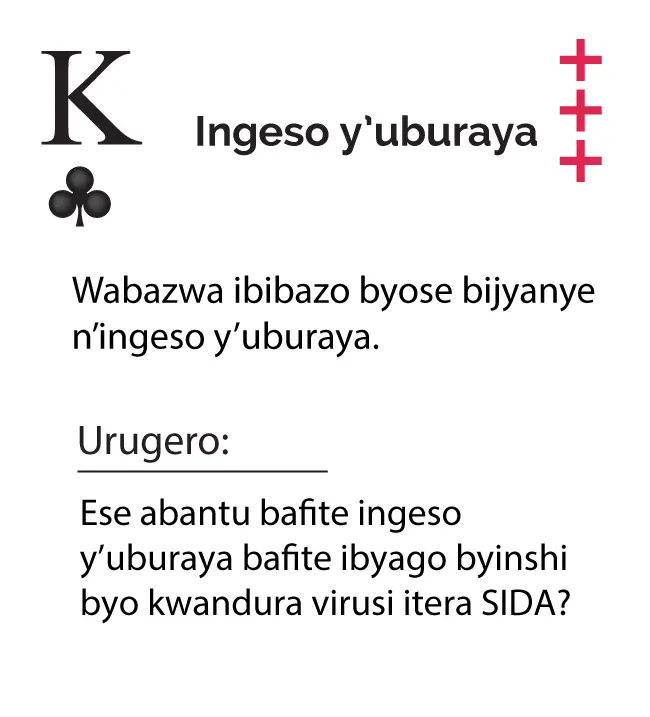 K
Ingeso y’uburaya
+
+
+
Wabazwa ibibazo byose bijyanye
n’ingeso y’uburaya.
Urugero:
Ese abantu bafite ingeso
y’uburaya bafite ibyago byinshi
byo kwandura virusi itera SIDA?